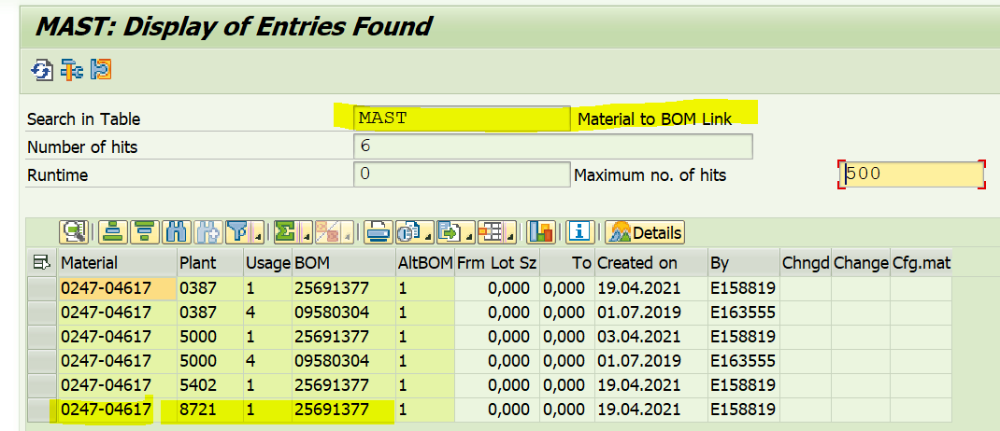 MAST: Display of Entries Found
Search in Table MAST Material to BOM Link
Number of hits 6
Runtime 0 Maximum no. of hits 500
Details
Material Plant Usage BOM AltBOM Frm Lot Sz To Created on By Chngd Change Cfg.mat
0247-04617 0387 1 25691377 1 0,000 0,000 19.04.2021 E158819
0247-04617 0387 4 09580304 1 0,000 0,000 01.07.2019 E163555
0247-04617 5000 1 25691377 1 0,000 0,000 03.04.2021 E158819
0247-04617 5000 4 09580304 1 0,000 0,000 01.07.2019 E163555
0247-04617 5402 1 25691377 1 0,000 0,000 19.04.2021 E158819
0247-04617 8721 1 25691377 1 0,000 0,000 19.04.2021 E158819